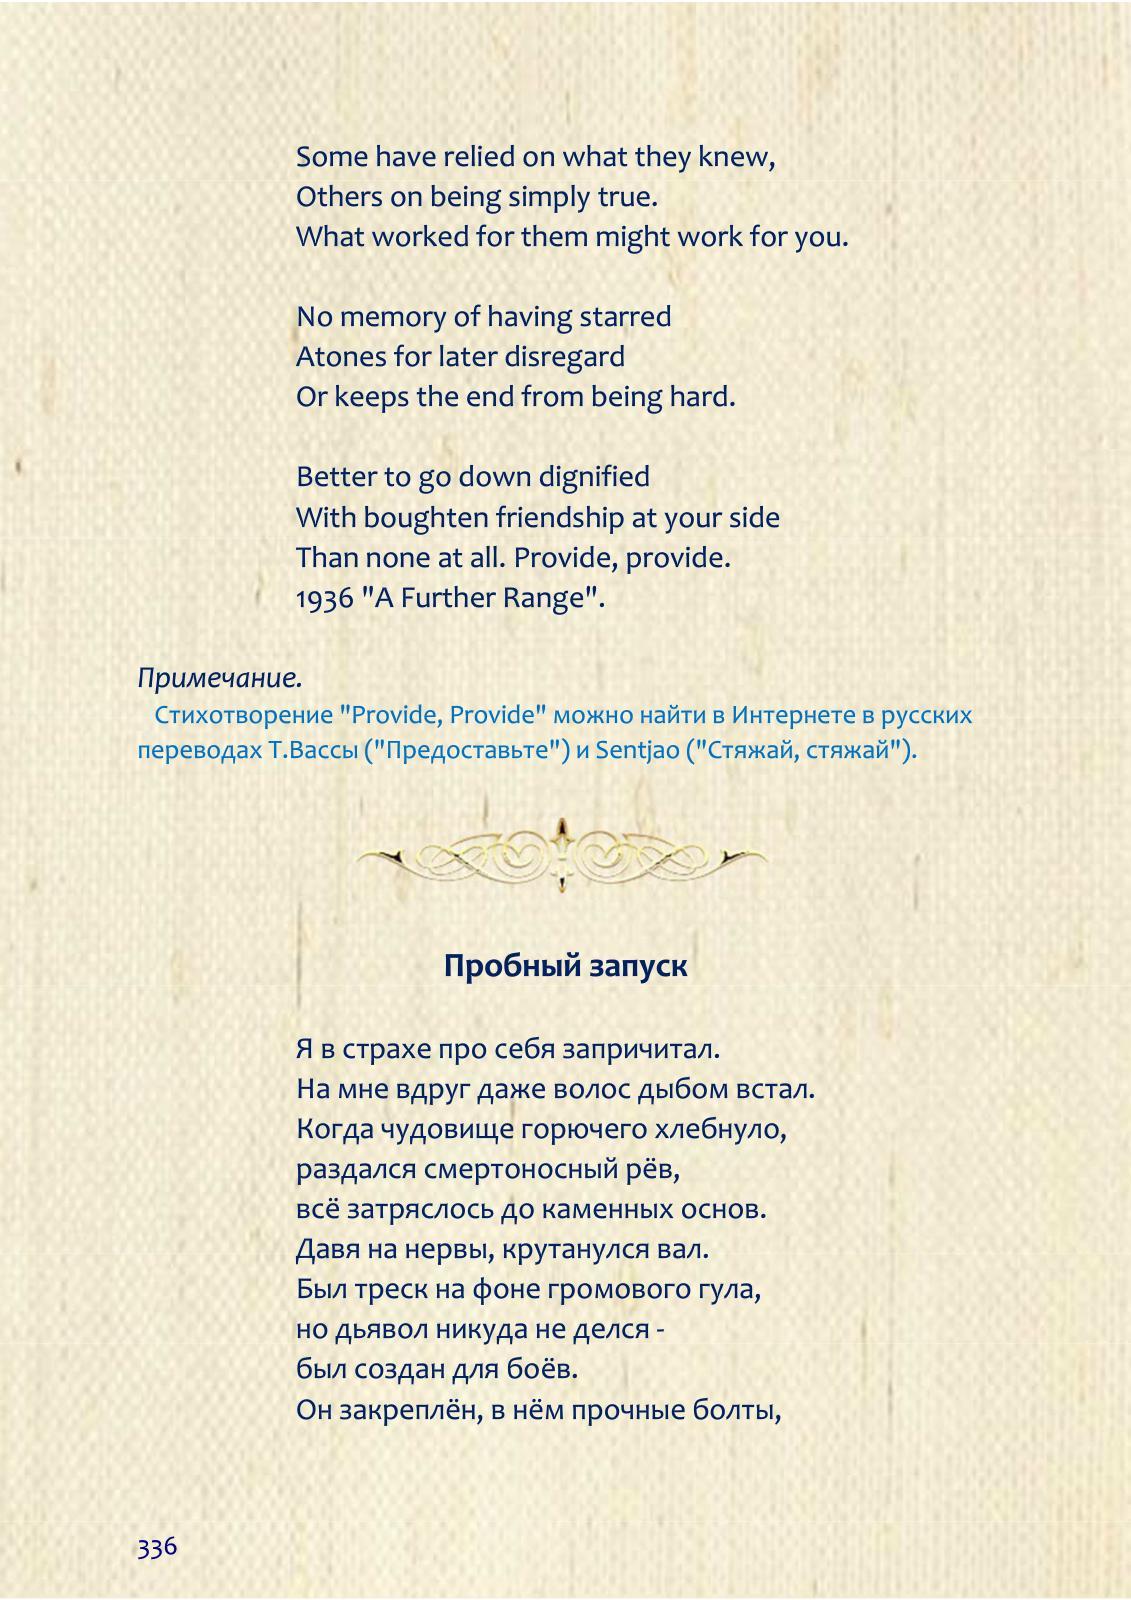 Some have relied on what they knew,
Others on being simply true.
What worked for them might work for you.
No memory of having starred
Atones for later disregard
Or keeps the end from being hard.
Better to go down dignified
With boughten friendship at your side
Than none at all. Provide, provide.
1936 "A Further Range".
Примечание.
Стихотворение "Provide, Provide" можно найти в Интернете в русских
переводах Т.Вассы ("Предоставьте") и Sentjao ("Стяжай, стяжай").
Пробный запуск
Я в страхе про себя запричитал.
На мне вдруг даже волос дыбом встал.
Когда чудовище горючего хлебнуло,
раздался смертоносный рёв,
всё затряслось до каменных основ.
Давя на нервы, крутанулся вал.
Был треск на фоне громового гула,
но дьявол никуда не делся -
был создан для боёв.
Он закреплён, в нём прочные болты,
336